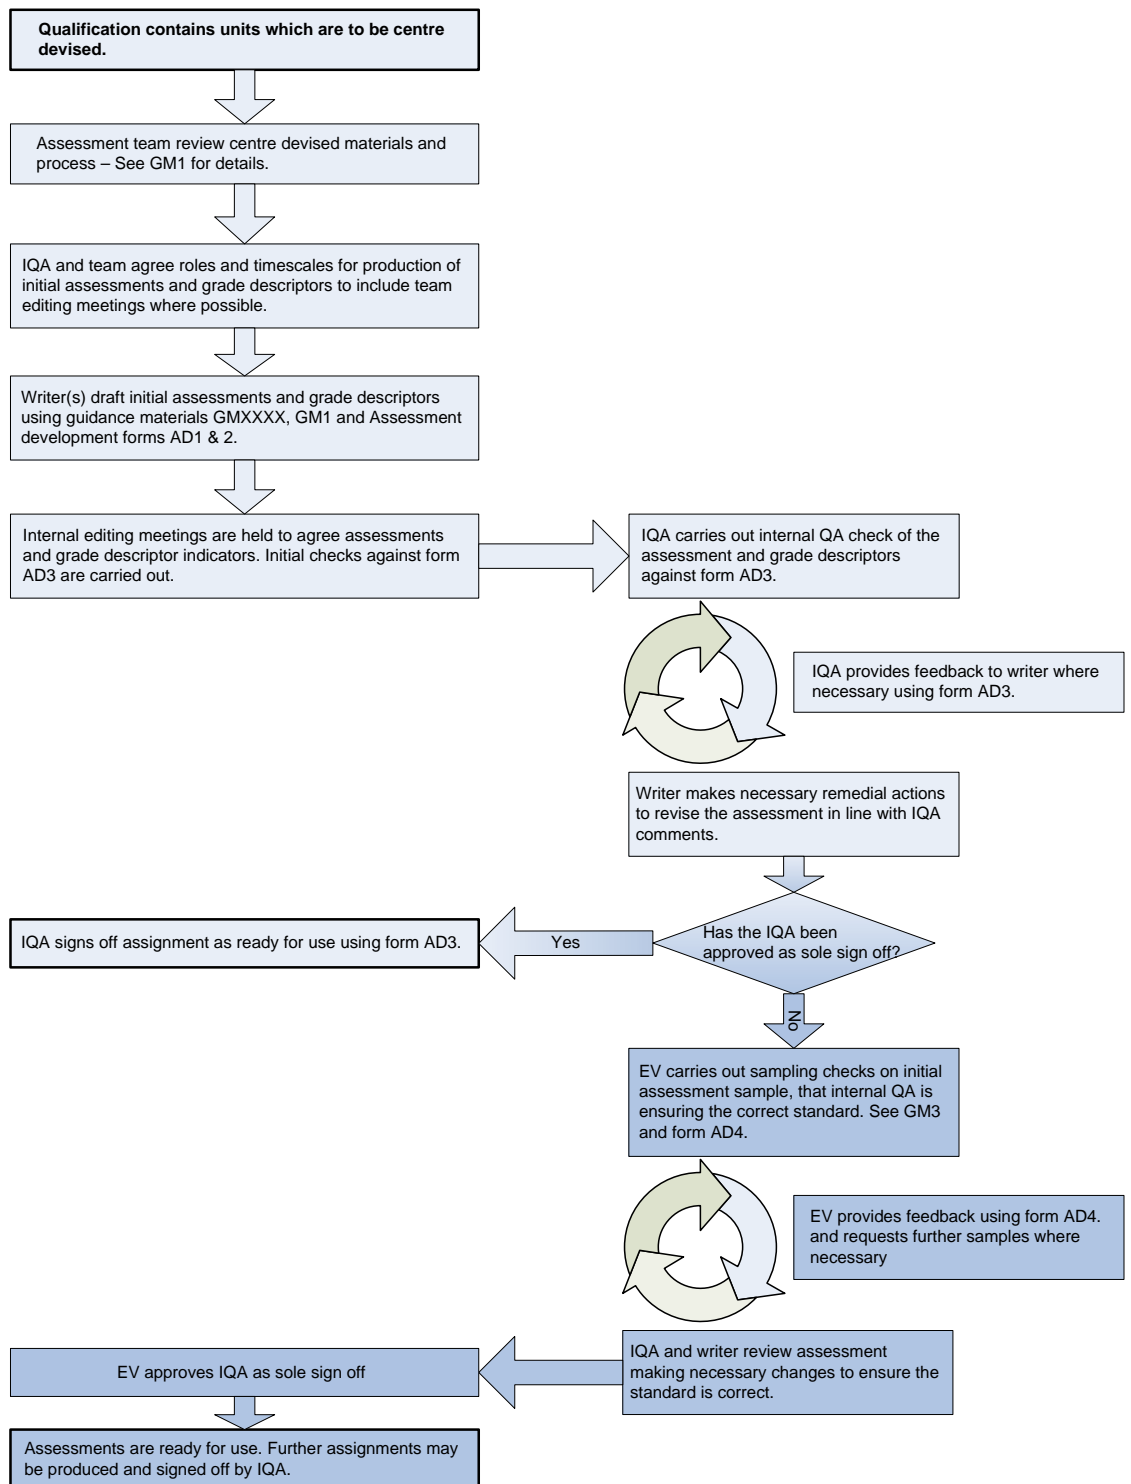 Qualification contains units which are to be centre
devised.
Assessment team review centre devised materials and
process – See GM1 for details.
IQA and team agree roles and timescales for production of
initial assessments and grade descriptors to include team
editing meetings where possible.
Writer(s) draft initial assessments and grade descriptors
using guidance materials GMXXXX, GM1 and Assessment
development forms AD1 & 2.
Internal editing meetings are held to agree assessments
and grade descriptor indicators. Initial checks against form
AD3 are carried out.
IQA carries out internal QA check of the
assessment and grade descriptors
against form AD3.
IQA provides feedback to writer where
necessary using form AD3.
Writer makes necessary remedial actions
to revise the assessment in line with IQA
comments.
Has the IQA been
approved as sole sign off?
Yes
IQA signs off assignment as ready for use using form AD3.
No
EV carries out sampling checks on initial
assessment sample, that internal QA is
ensuring the correct standard. See GM3
and form AD4.
EV provides feedback using form AD4.
and requests further samples where
necessary
IQA and writer review assessment
making necessary changes to ensure the
standard is correct.
EV approves IQA as sole sign off
Assessments are ready for use. Further assignments may
be produced and signed off by IQA.